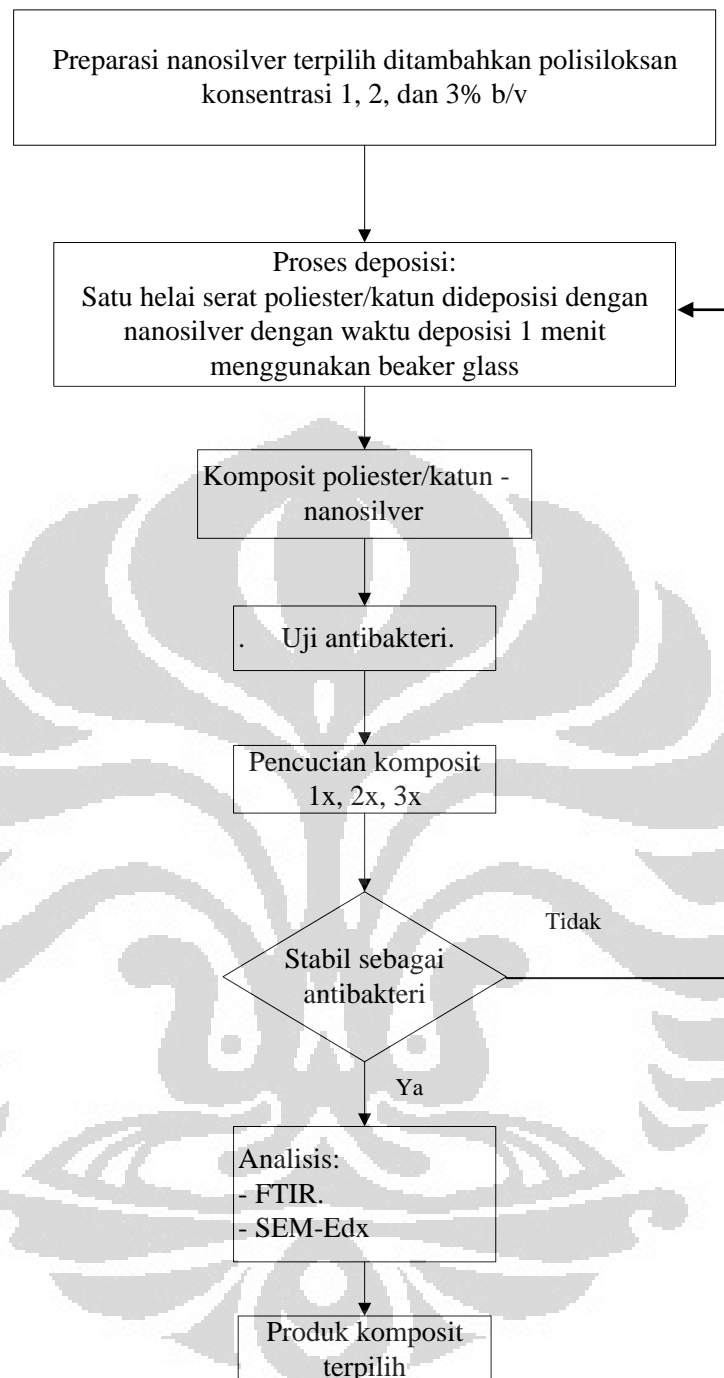 Preparasi nanosilver terpilih ditambahkan polisiloksan
konsentrasi 1, 2, dan 3% b/v
Proses deposisi:
Satu helai serat poliester/katun dideposisi dengan
nanosilver dengan waktu deposisi 1 menit
menggunakan beaker glass
Komposit poliester/katun -
nanosilver
. Uji antibakteri.
Pencucian komposit
1x, 2x, 3x
Stabil sebagai
antibakteri
Tidak
Ya
Analisis:
- FTIR.
- SEM-Edx
Produk komposit
terpilih